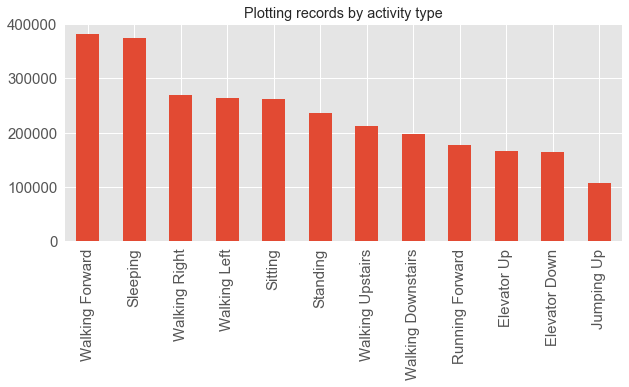 Plotting records by activity type
400000
300000
200000
100000
0
Walking Forward
Sleeping
Walking Right
Walking Left
Sitting
Standing
Walking Upstairs
Walking Downstairs
Running Forward
Elevator Up
Elevator Down
Jumping Up